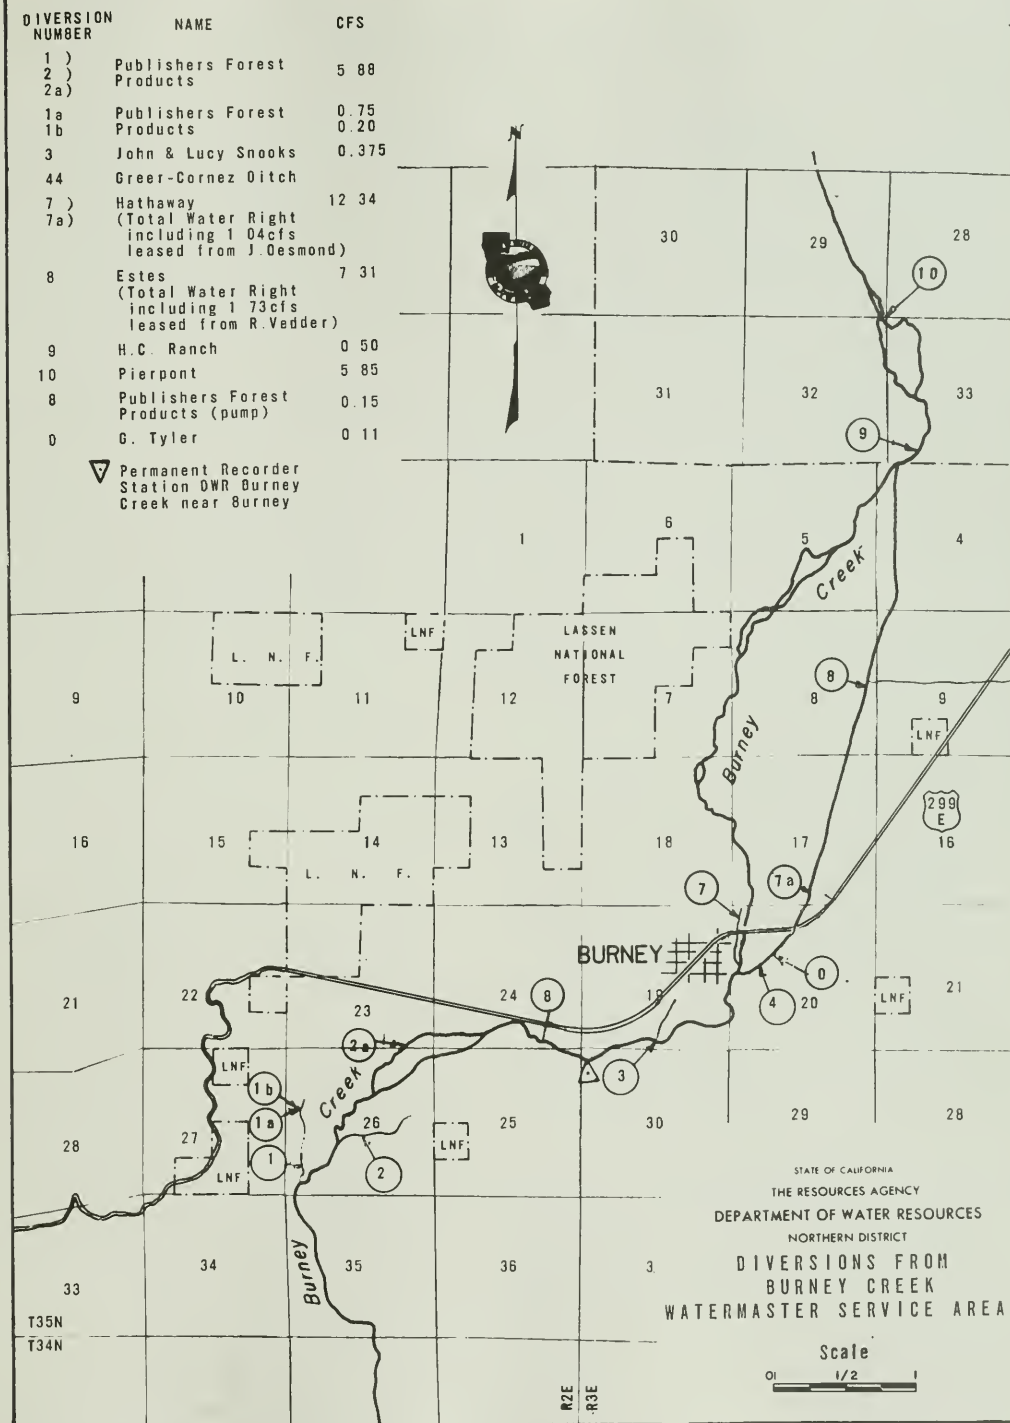 DIVERSION NUMBER NAME CFS
1 )
2 ) Publishers Forest Products 5 88
2a)
1a Publishers Forest 0.75
1b Products 0.20
3 John & Lucy Snooks 0.375
44 Greer-Cornez Ditch
7 ) Hathaway 12 34
7a) (Total Water Right
including 1 04cfs
leased from J.Desmond)
8 Estes 7 31
(Total Water Right
including 1 73cfs
leased from R.Vedder)
9 H.C. Ranch 0 50
10 Pierpont 5 85
8 Publishers Forest
Products (pump) 0.15
D G. Tyler 0 11
Permanent Recorder
Station DWR Burney
Creek near Burney
N
30 29 28
10
31 32 33
9
1 6 5 4
Creek
LNF
LASSEN
NATIONAL
FOREST
L. N. F.
8
9 10 11 12 7 8 9
LNF
Burney
299
E
16 15 14 13 18 17 16
L. N. F.
7 7a
BURNEY
D
21 22 23 24 8 19 4 20 LNF 21
2a
3
LNF
1b
Creek
1a
28 27 26 25 30 29 28
1 2 LNF
LNF
STATE OF CALIFORNIA
THE RESOURCES AGENCY
DEPARTMENT OF WATER RESOURCES
NORTHERN DISTRICT
DIVERSIONS FROM
BURNEY CREEK
WATERMASTER SERVICE AREA
33 34 Burney 35 36 3
T35N
T34N
Scale
0 1/2 1
R2E R3E